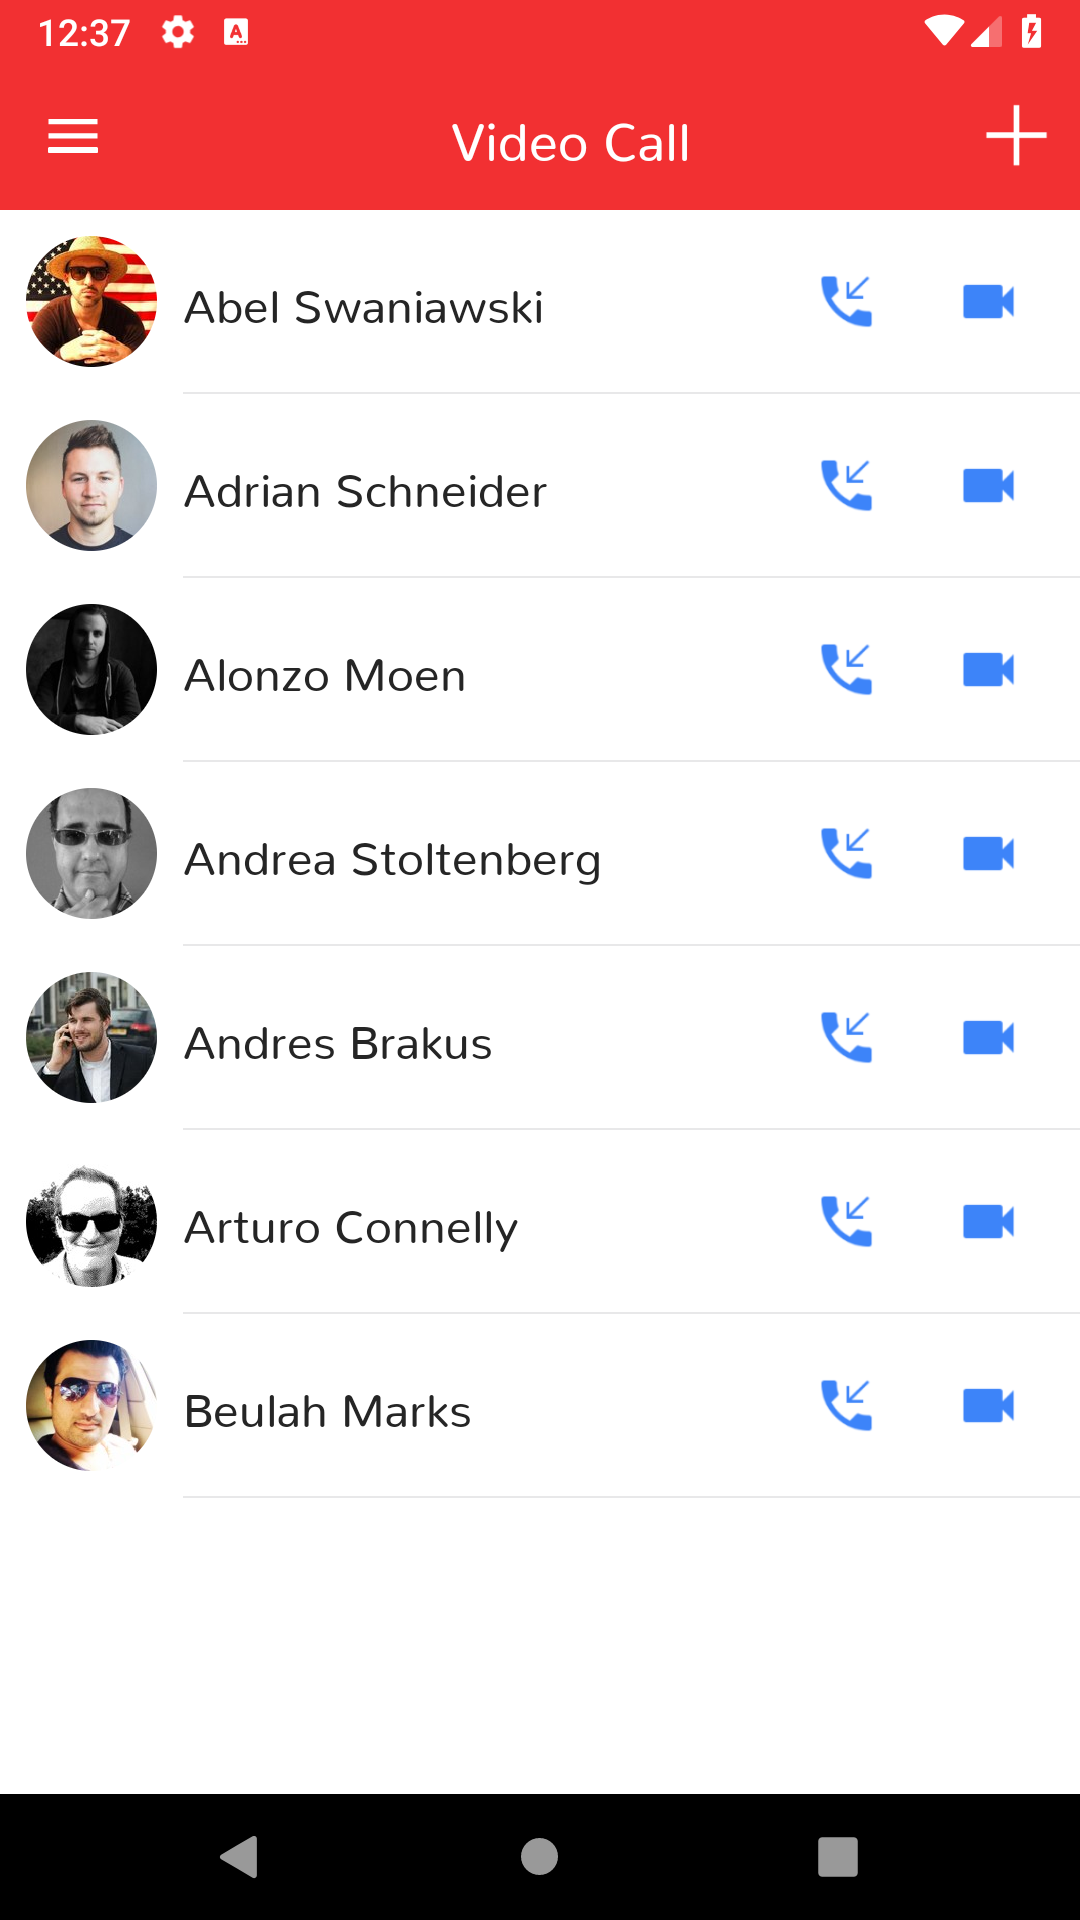 12:37
Video Call
Abel Swaniawski
Adrian Schneider
Alonzo Moen
Andrea Stoltenberg
Andres Brakus
Arturo Connelly
Beulah Marks